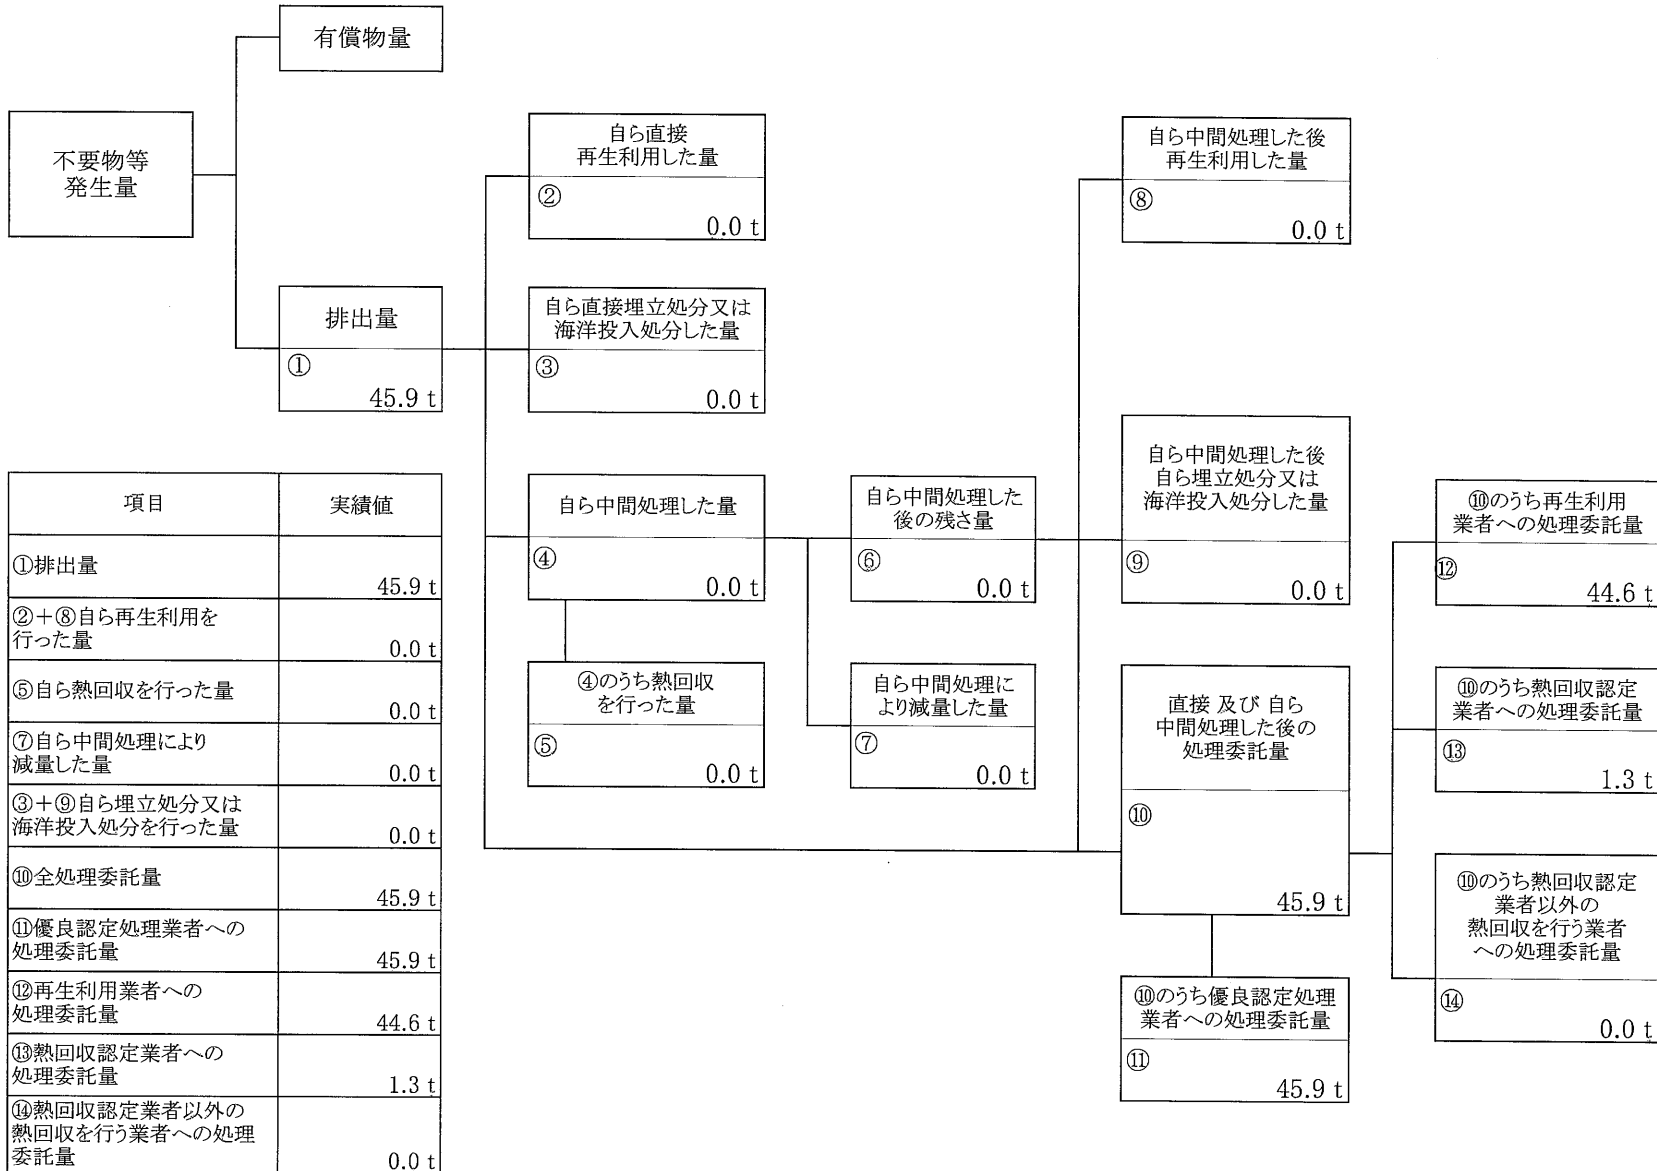 有償物量
不要物等
発生量
排出量
①
45.9 t
自ら直接
再生利用した量
②
0.0 t
自ら直接埋立処分又は
海洋投入処分した量
③
0.0 t
自ら中間処理した量
④
0.0 t
④のうち熱回収
を行った量
⑤
0.0 t
自ら中間処理した
後の残さ量
⑥
0.0 t
自ら中間処理に
より減量した量
⑦
0.0 t
自ら中間処理した後
再生利用した量
⑧
0.0 t
自ら中間処理した後
自ら埋立処分又は
海洋投入処分した量
⑨
0.0 t
直接 及び 自ら
中間処理した後の
処理委託量
⑩
45.9 t
⑩のうち優良認定処理
業者への処理委託量
⑪
45.9 t
⑩のうち再生利用
業者への処理委託量
⑫
44.6 t
⑩のうち熱回収認定
業者への処理委託量
⑬
1.3 t
⑩のうち熱回収認定
業者以外の
熱回収を行う業者
への処理委託量
⑭
0.0 t
項目 実績値
①排出量
45.9 t
②+⑧自ら再生利用を
行った量
0.0 t
⑤自ら熱回収を行った量
0.0 t
⑦自ら中間処理により
減量した量
0.0 t
③+⑨自ら埋立処分又は
海洋投入処分を行った量
0.0 t
⑩全処理委託量
45.9 t
⑪優良認定処理業者への
処理委託量
45.9 t
⑫再生利用業者への
処理委託量
44.6 t
⑬熱回収認定業者への
処理委託量
1.3 t
⑭熱回収認定業者以外の
熱回収を行う業者への処理
委託量
0.0 t